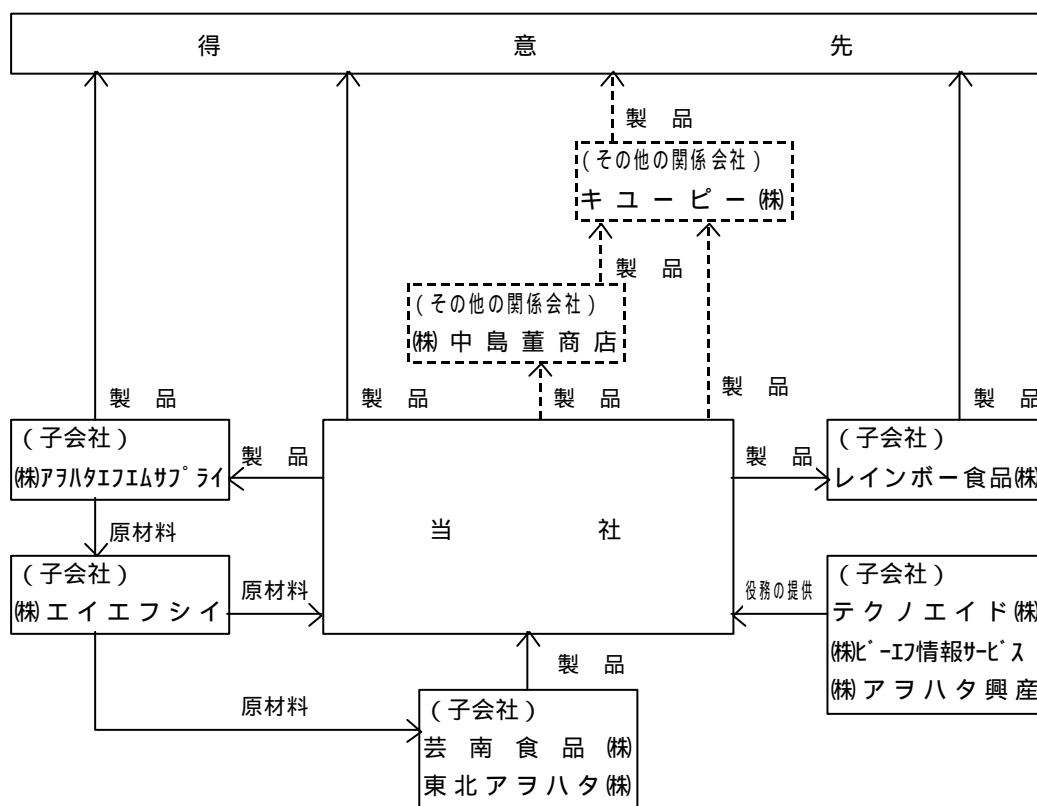 得意先
製品
(その他の関係会社)
キユーピー㈱
製品
(その他の関係会社)
㈱中島董商店
製品
製品
製品
製品
製品
(子会社)
㈱アヲハタエフエムサプライ
製品
製品
(子会社)
レインボー食品㈱
当社
原材料
(子会社)
㈱エイエフシイ
原材料
役務の提供
(子会社)
テクノエイド㈱
㈱ビーエフ情報サービス
㈱アヲハタ興産
製品
原材料
(子会社)
芸南食品㈱
東北アヲハタ㈱